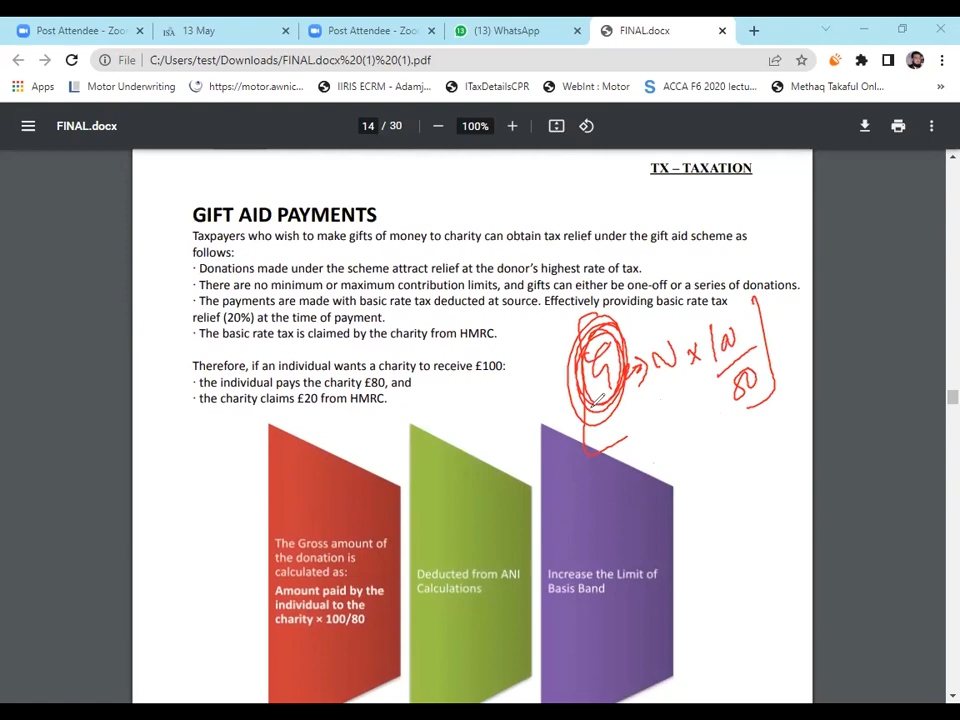 Post Attendee - Zoo
13 May
Post Attendee - Zoo
(13) WhatsApp
FINAL.docx
File
C:/Users/test/Downloads/FINAL.docx%20(1)%20(1).pdf
Apps
Motor Underwriting
https://motor.awnic...
IIRIS ECRM - Adamj...
ITaxDetailsCPR
WebInt : Motor
ACCA F6 2020 lectu...
Methaq Takaful Onl...
»
FINAL.docx
14 / 30
100%
TX – TAXATION
GIFT AID PAYMENTS
Taxpayers who wish to make gifts of money to charity can obtain tax relief under the gift aid scheme as
follows:
· Donations made under the scheme attract relief at the donor's highest rate of tax.
· There are no minimum or maximum contribution limits, and gifts can either be one-off or a series of donations.
· The payments are made with basic rate tax deducted at source. Effectively providing basic rate tax
relief (20%) at the time of payment.
· The basic rate tax is claimed by the charity from HMRC.
Therefore, if an individual wants a charity to receive £100:
· the individual pays the charity £80, and
· the charity claims £20 from HMRC.
G ⇒ N × 100
80
The Gross amount of
the donation is
calculated as:
Amount paid by the
individual to the
charity × 100/80
Deducted from ANI
Calculations
Increase the Limit of
Basis Band